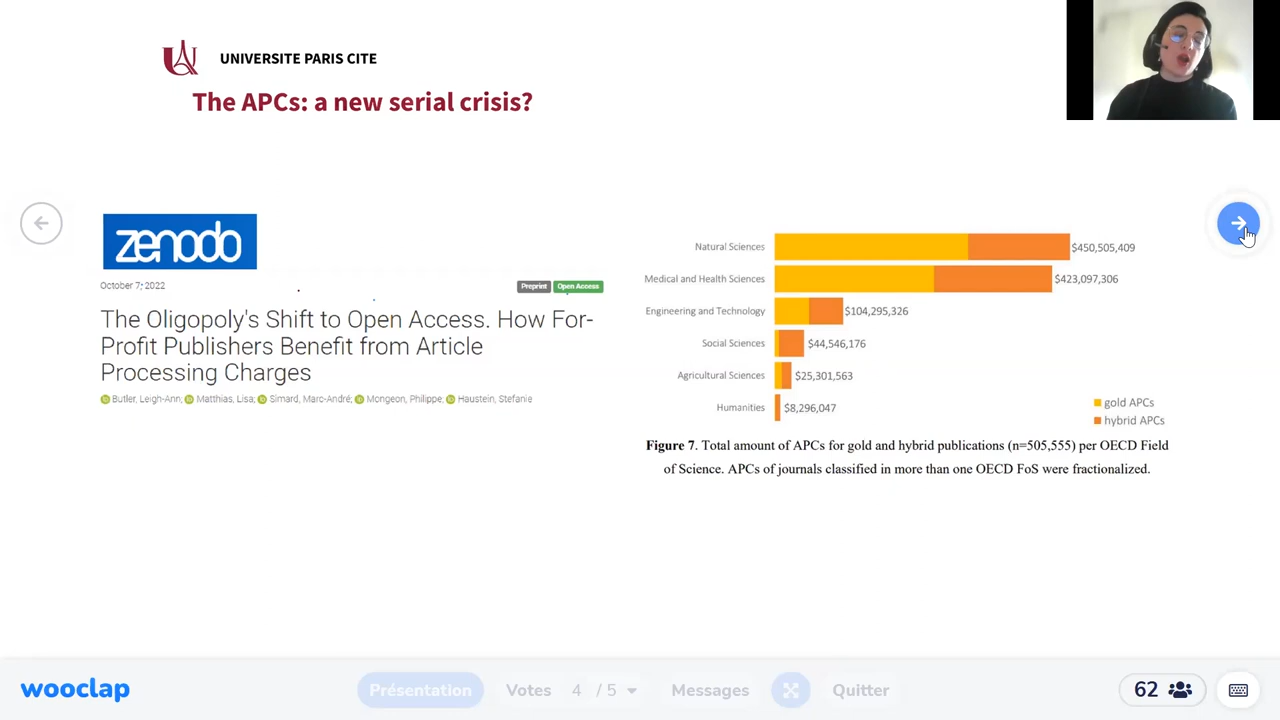 UNIVERSITE PARIS CITE
The APCs: a new serial crisis?
zenodo
October 7, 2022
Preprint Open Access
The Oligopoly's Shift to Open Access. How For-
Profit Publishers Benefit from Article
Processing Charges
Butler, Leigh-Ann; Matthias, Lisa; Simard, Marc-André; Mongeon, Philippe; Haustein, Stefanie
Natural Sciences $450,505,409
Medical and Health Sciences $423,097,306
Engineering and Technology $104,295,326
Social Sciences $44,546,176
Agricultural Sciences $25,301,563
Humanities $8,296,047
gold APCs
hybrid APCs
Figure 7. Total amount of APCs for gold and hybrid publications (n=505,555) per OECD Field
of Science. APCs of journals classified in more than one OECD FoS were fractionalized.
wooclap
Présentation
Votes 4 / 5
Messages
Quitter
62